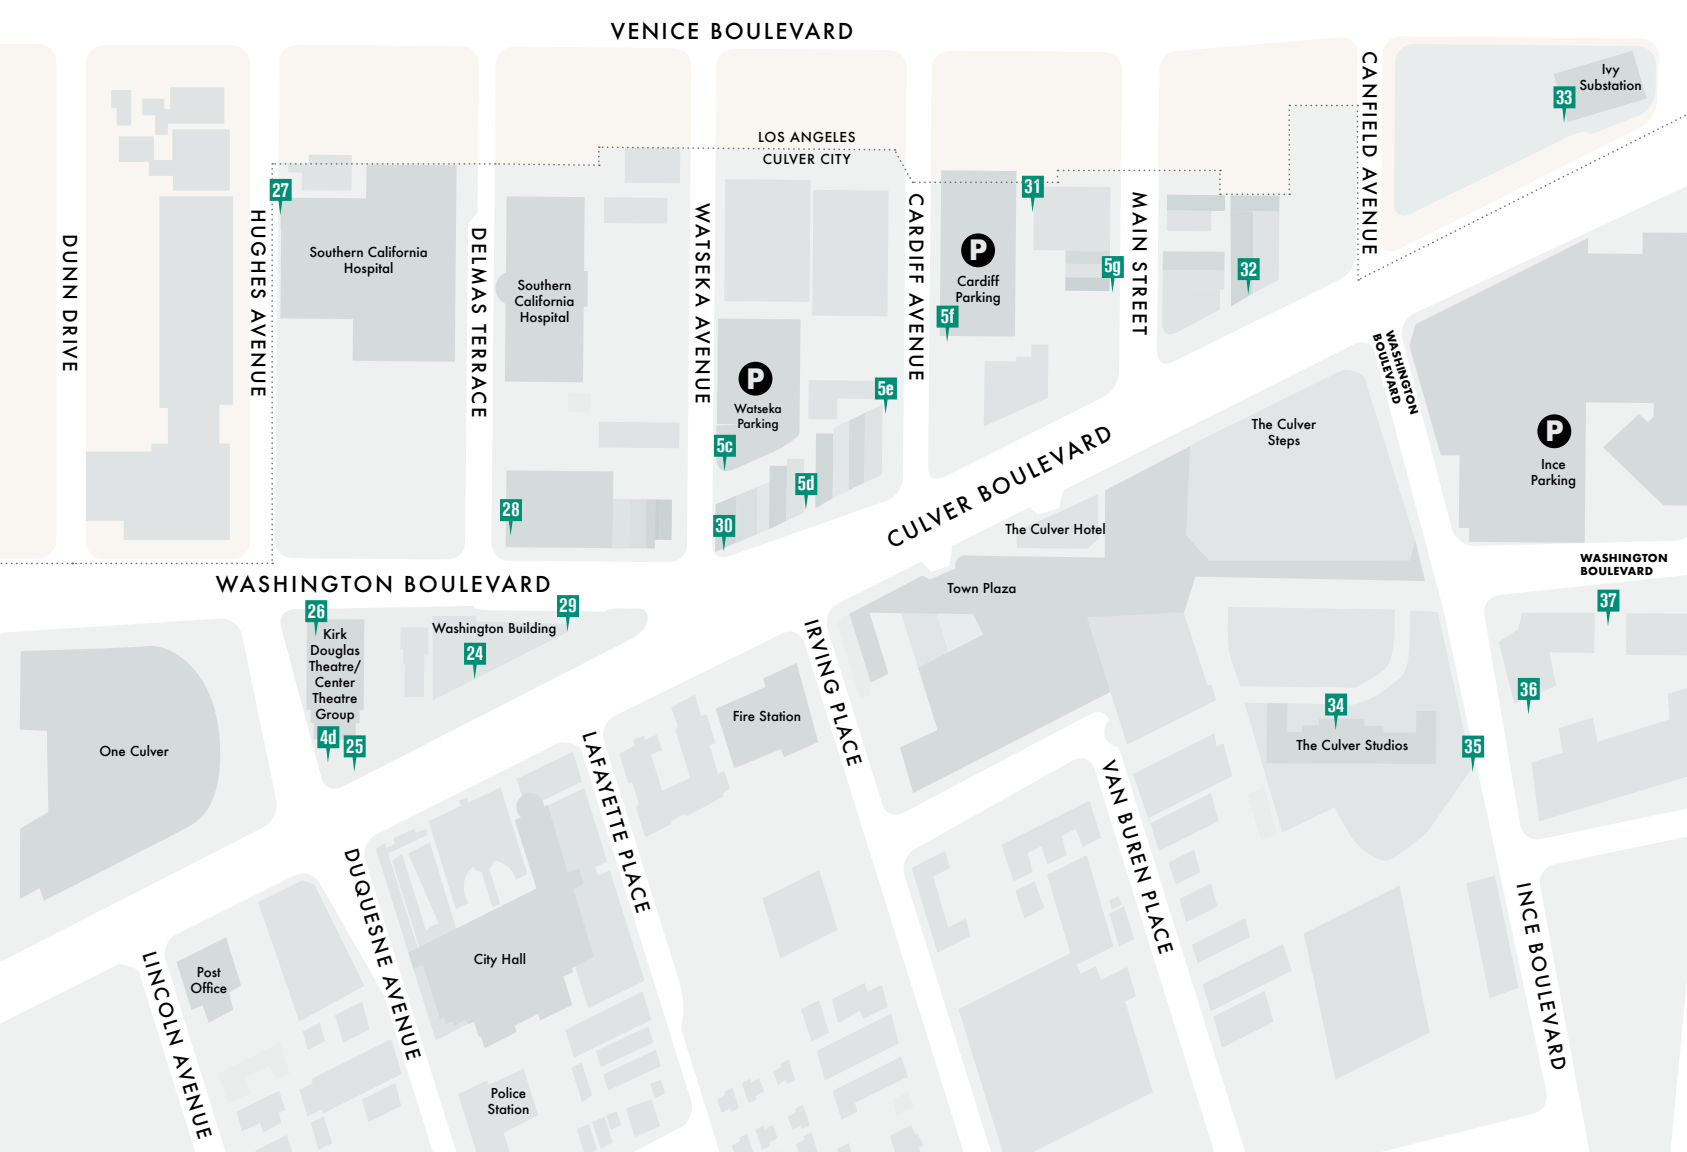 VENICE BOULEVARD
LOS ANGELES
CULVER CITY
DUNN DRIVE
HUGHES AVENUE
DELMAS TERRACE
WATSEKA AVENUE
CARDIFF AVENUE
MAIN STREET
CANFIELD AVENUE
33
Ivy
Substation
27
Southern California
Hospital
Southern
California
Hospital
31
P
Cardiff
Parking
5g
5f
32
P
Watseka
Parking
5e
5c
5d
30
28
CULVER BOULEVARD
WASHINGTON
BOULEVARD
The Culver
Steps
P
Ince
Parking
The Culver Hotel
Town Plaza
WASHINGTON
BOULEVARD
WASHINGTON BOULEVARD
26
Kirk
Douglas
Theatre/
Center
Theatre
Group
4d
25
Washington Building
29
24
37
36
34
The Culver Studios
35
One Culver
Fire Station
IRVING PLACE
LAFAYETTE PLACE
VAN BUREN PLACE
DUQUESNE AVENUE
LINCOLN AVENUE
INCE BOULEVARD
Post
Office
City Hall
Police
Station